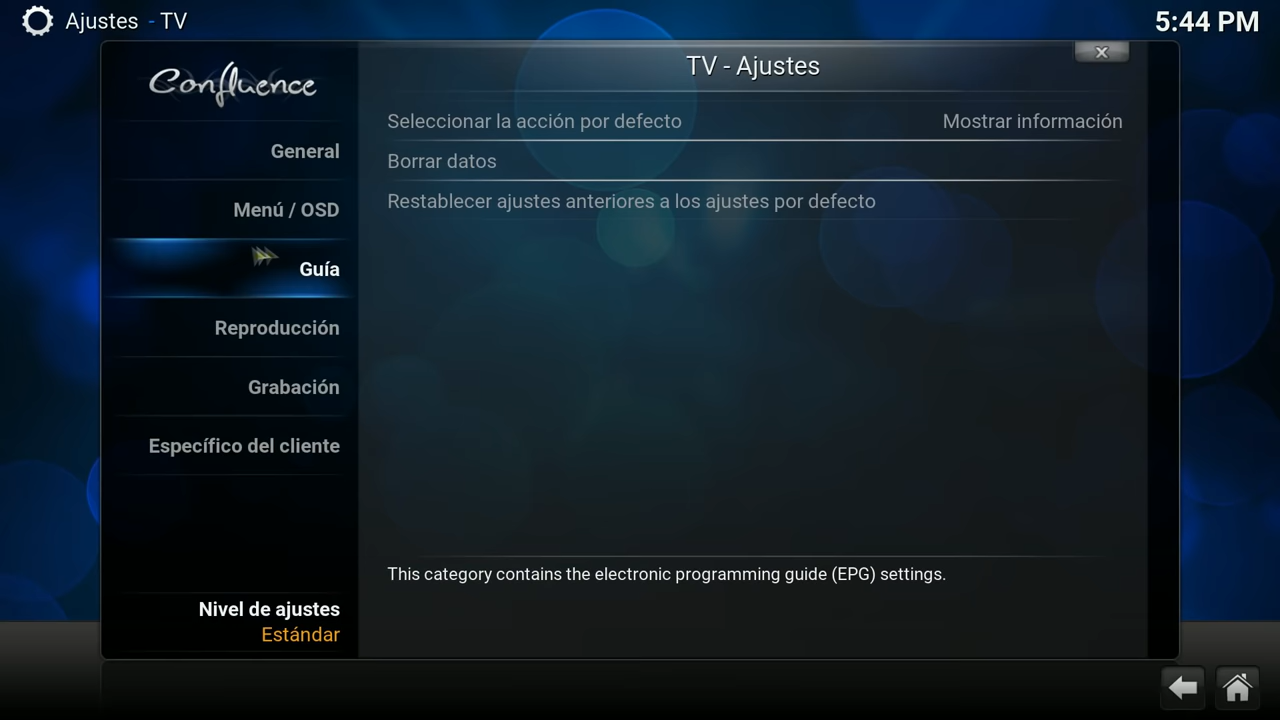 Ajustes - TV
5:44 PM
Confluence
TV - Ajustes
General
Menú / OSD
Guía
Reproducción
Grabación
Específico del cliente
Nivel de ajustes
Estándar
Seleccionar la acción por defecto Mostrar información
Borrar datos
Restablecer ajustes anteriores a los ajustes por defecto
This category contains the electronic programming guide (EPG) settings.